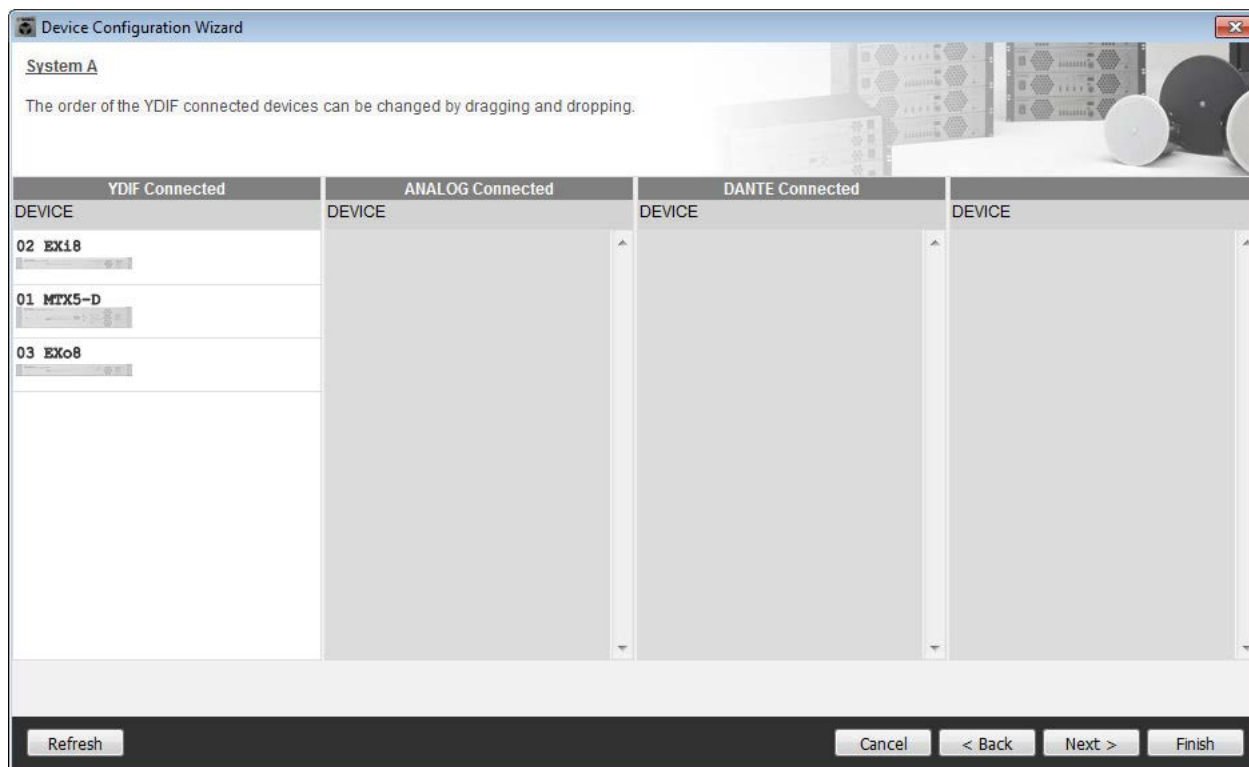 Device Configuration Wizard
System A
The order of the YDIF connected devices can be changed by dragging and dropping.
YDIF Connected ANALOG Connected DANTE Connected
DEVICE DEVICE DEVICE DEVICE
02 EXi8
01 MTX5-D
03 EXo8
Refresh Cancel < Back Next > Finish